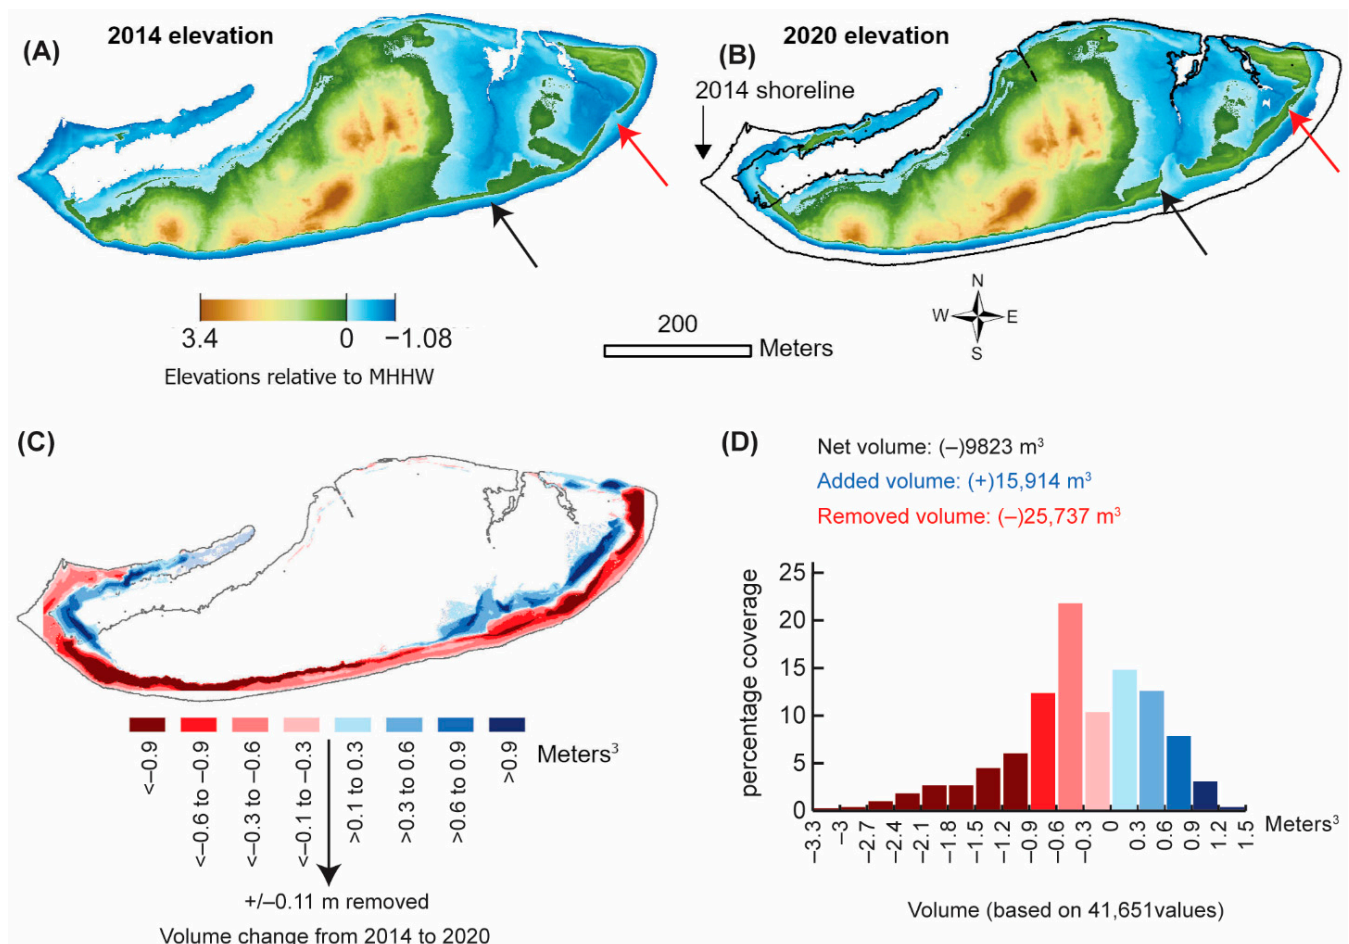 (A)
2014 elevation
(B)
2020 elevation
2014 shoreline
3.4
0
−1.08
Elevations relative to MHHW
200
Meters
N
W
E
S
(C)
<–0.9
<–0.6 to –0.9
<–0.3 to –0.6
<–0.1 to –0.3
>0.1 to 0.3
>0.3 to 0.6
>0.6 to 0.9
>0.9
Meters³
+/–0.11 m removed
Volume change from 2014 to 2020
(D)
Net volume: (–)9823 m³
Added volume: (+)15,914 m³
Removed volume: (–)25,737 m³
percentage coverage
25
20
15
10
5
0
–3.3
–3
–2.7
–2.4
–2.1
–1.8
–1.5
–1.2
–0.9
–0.6
–0.3
0
0.3
0.6
0.9
1.2
1.5
Meters³
Volume (based on 41,651values)